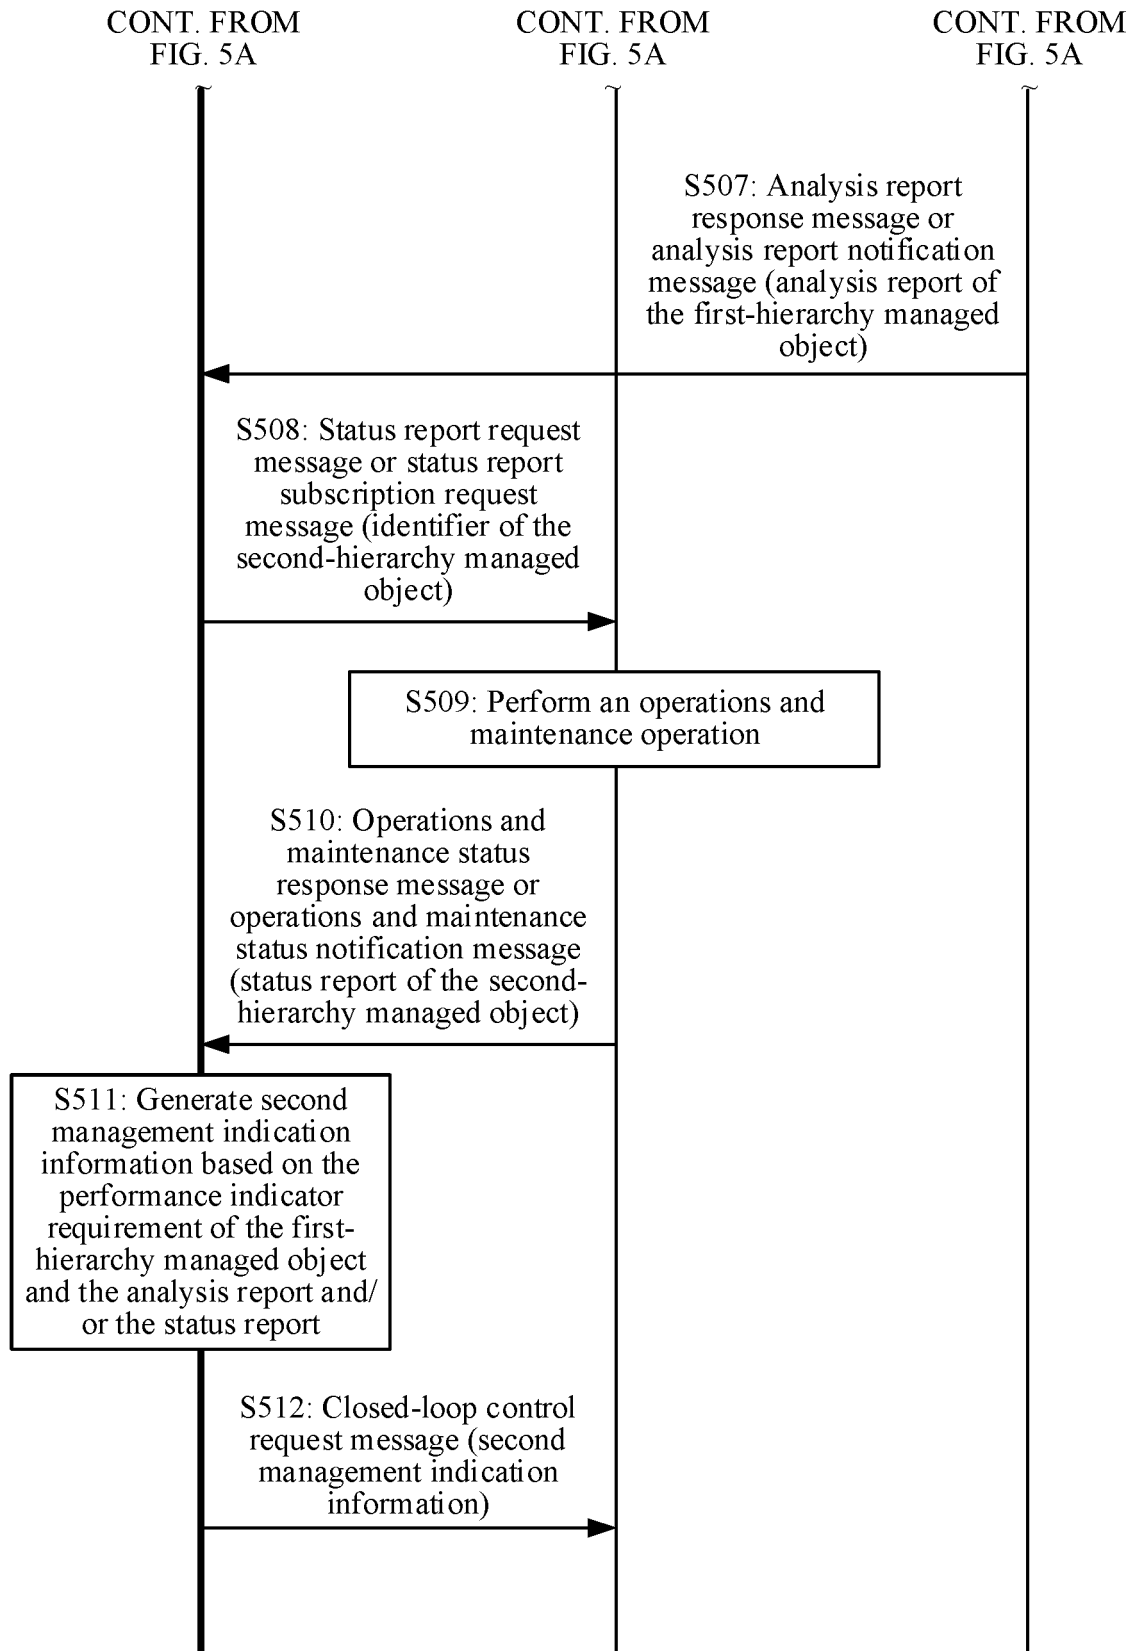 CONT. FROM
FIG. 5A
CONT. FROM
FIG. 5A
CONT. FROM
FIG. 5A
S507: Analysis report
response message or
analysis report notification
message (analysis report of
the first-hierarchy managed
object)
S508: Status report request
message or status report
subscription request
message (identifier of the
second-hierarchy managed
object)
S509: Perform an operations and
maintenance operation
S510: Operations and
maintenance status
response message or
operations and maintenance
status notification message
(status report of the second-
hierarchy managed object)
S511: Generate second
management indication
information based on the
performance indicator
requirement of the first-
hierarchy managed object
and the analysis report and/
or the status report
S512: Closed-loop control
request message (second
management indication
information)